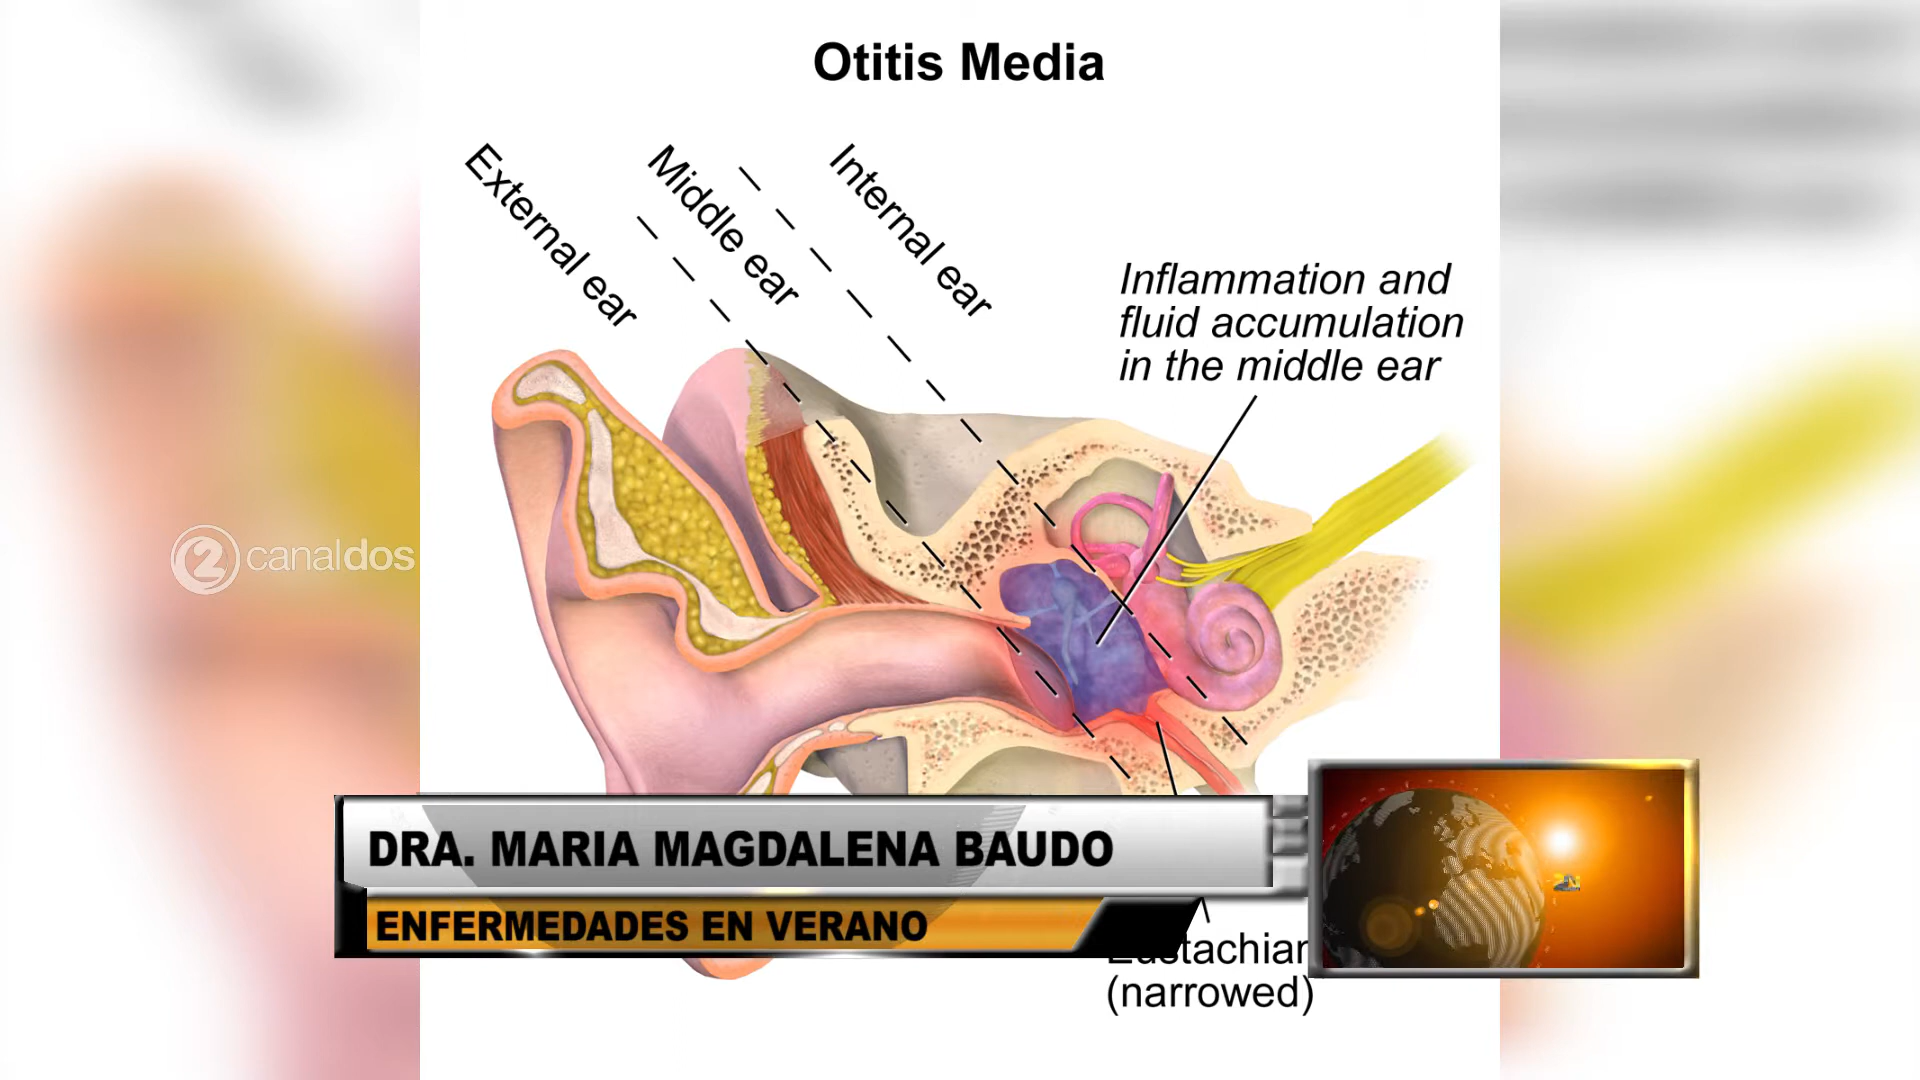 Otitis Media
External ear
Middle ear
Internal ear
Inflammation and
fluid accumulation
in the middle ear
2 canaldos
DRA. MARIA MAGDALENA BAUDO
ENFERMEDADES EN VERANO
(narrowed)